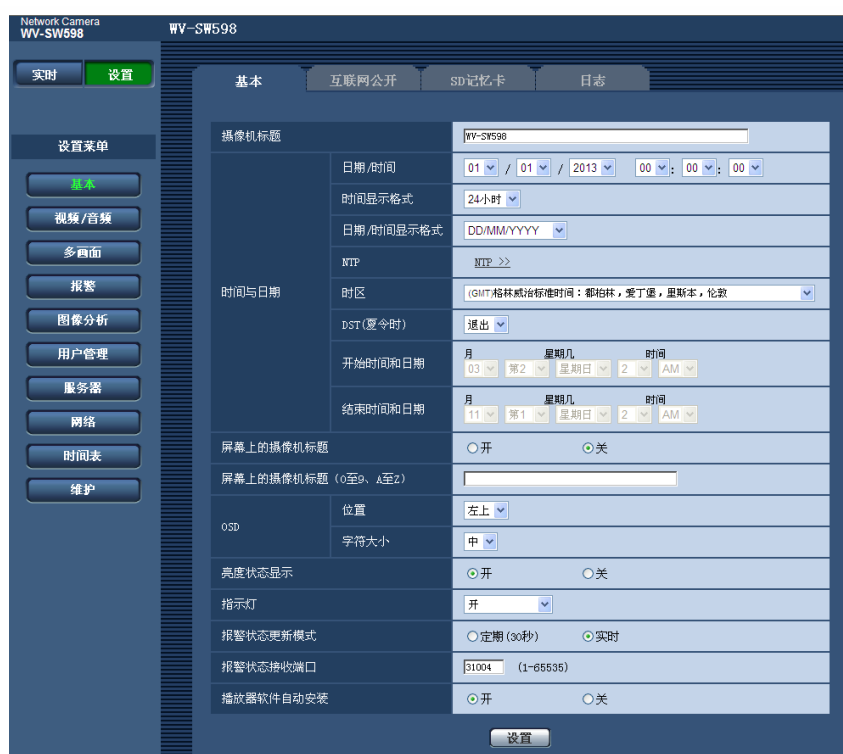 Network Camera
WV-SW598
WV-SW598
实时 设置
基本 互联网公开 SD记忆卡 日志
设置菜单
基本
视频/音频
多画面
报警
图像分析
用户管理
服务器
网络
时间表
维护
摄像机标题 WV-SW598
时间与日期
日期/时间 01 / 01 / 2013 00 : 00 : 00
时间显示格式 24小时
日期/时间显示格式 DD/MM/YYYY
NTP NTP >>
时区 (GMT)格林威治标准时间：都柏林，爱丁堡，里斯本，伦敦
DST(夏令时) 退出
开始时间和日期 月 星期几 时间
03 第2 星期日 2 AM
结束时间和日期 月 星期几 时间
11 第1 星期日 2 AM
屏幕上的摄像机标题 开 关
屏幕上的摄像机标题（0至9、A至Z）
OSD
位置 左上
字符大小 中
亮度状态显示 开 关
指示灯 开
报警状态更新模式 定期(30秒) 实时
报警状态接收端口 31004 (1-65535)
播放器软件自动安装 开 关
设置